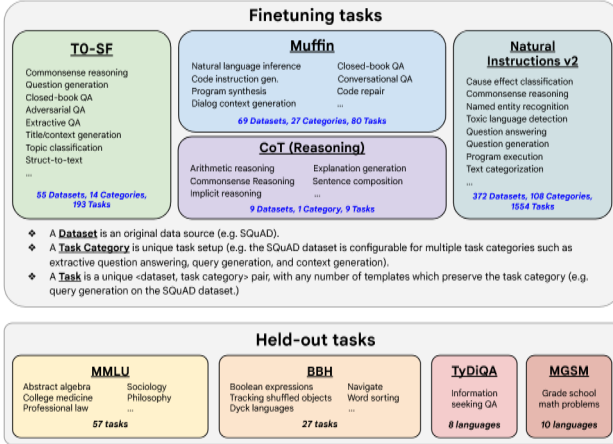 Finetuning tasks
TO-SF
Commonsense reasoning
Question generation
Closed-book QA
Adversarial QA
Extractive QA
Title/context generation
Topic classification
Struct-to-text
...
55 Datasets, 14 Categories,
193 Tasks
Muffin
Natural language inference
Code instruction gen.
Program synthesis
Dialog context generation
Closed-book QA
Conversational QA
Code repair
...
69 Datasets, 27 Categories, 80 Tasks
CoT (Reasoning)
Arithmetic reasoning
Commonsense Reasoning
Implicit reasoning
Explanation generation
Sentence composition
...
9 Datasets, 1 Category, 9 Tasks
Natural
Instructions v2
Cause effect classification
Commonsense reasoning
Named entity recognition
Toxic language detection
Question answering
Question generation
Program execution
Text categorization
...
372 Datasets, 108 Categories,
1554 Tasks
❖ A Dataset is an original data source (e.g. SQuAD).
❖ A Task Category is unique task setup (e.g. the SQuAD dataset is configurable for multiple task categories such as
extractive question answering, query generation, and context generation).
❖ A Task is a unique <dataset, task category> pair, with any number of templates which preserve the task category (e.g.
query generation on the SQuAD dataset.)
Held-out tasks
MMLU
Abstract algebra
College medicine
Professional law
Sociology
Philosophy
...
57 tasks
BBH
Boolean expressions
Tracking shuffled objects
Dyck languages
Navigate
Word sorting
...
27 tasks
TyDiQA
Information
seeking QA
8 languages
MGSM
Grade school
math problems
10 languages